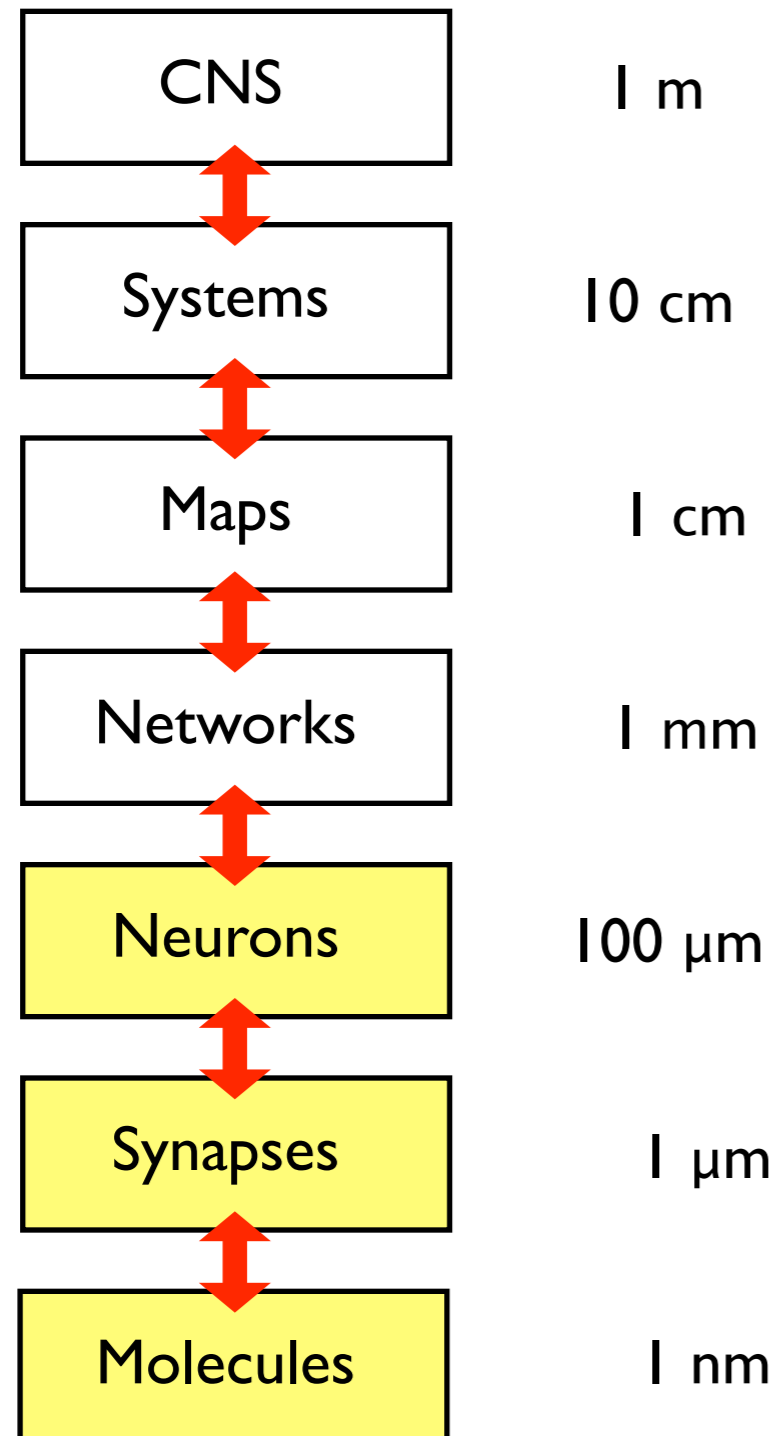 CNS 1 m
Systems 10 cm
Maps 1 cm
Networks 1 mm
Neurons 100 µm
Synapses 1 µm
Molecules 1 nm